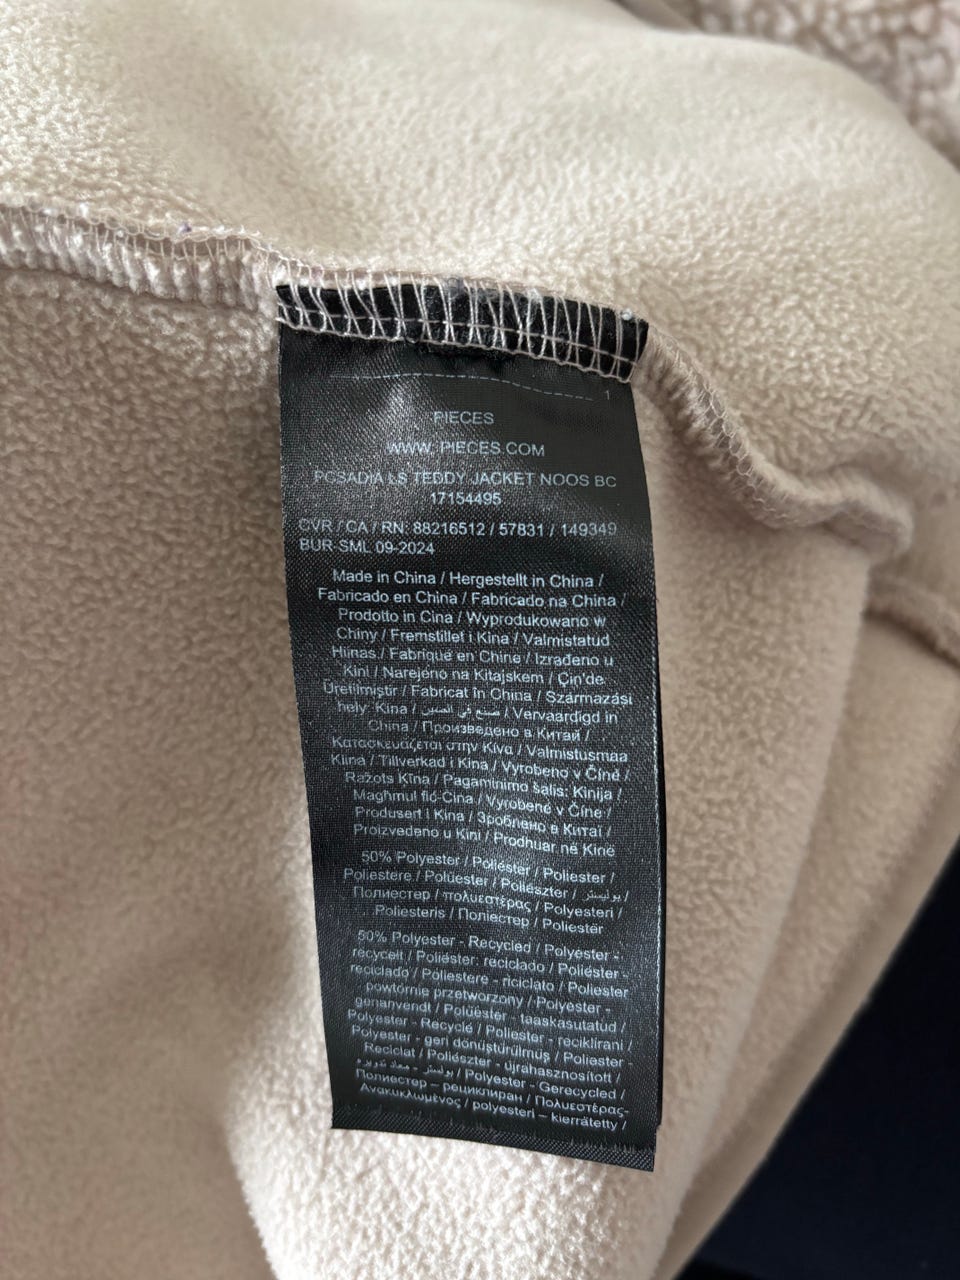 1
PIECES
WWW. PIECES.COM
PCSADIA LS TEDDY JACKET NOOS BC
17154495
CVR / CA / RN: 88216512 / 57831 / 149349
BUR-SML 09-2024
Made in China / Hergestellt in China /
Fabricado en China / Fabricado na China /
Prodotto in Cina / Wyprodukowano w
Chiny / Fremstillet i Kina / Valmistatud
Hiinas / Fabriqué en Chine / Izrađeno u
Kini / Narejeno na Kitajskem / Çin'de
Üretilmiştir / Fabricat în China / Származási
hely: Kína / صنع في الصين / Vervaardigd in
China / Произведено в Китай /
Κατασκευάζεται στην Κίνα / Valmistusmaa
Kiina / Tillverkad i Kina / Vyrobeno v Číně /
Ražots Ķīnā / Pagaminimo šalis: Kinija /
Magħmul fiċ-Ċina / Vyrobené v Číne /
Produsert i Kina / Зроблено в Китаї /
Proizvedeno u Kini / Prodhuar në Kinë
50% Polyester / Poliéster / Poliester /
Poliestere / Polüester / Poliészter / بوليستر /
Полиестер / πολυεστέρας / Polyesteri /
Poliesteris / Поліестер / Poliestër
50% Polyester - Recycled / Polyester -
recycelt / Poliéster: reciclado / Poliéster -
reciclado / Poliestere - riciclato / Poliester
powtórnie przetworzony / Polyester -
genanvendt / Polüester - taaskasutatud /
Polyester - Recyclé / Poliester - reciklirani /
Polyester - geri dönüştürülmüş / Poliester -
Reciclat / Poliészter - újrahasznosított /
بوليستر - معاد تدويره / Polyester - Gerecycled /
Полиестер – рециклиран / Πολυεστέρας-
Ανακυκλωμένος / polyesteri – kierrätetty /